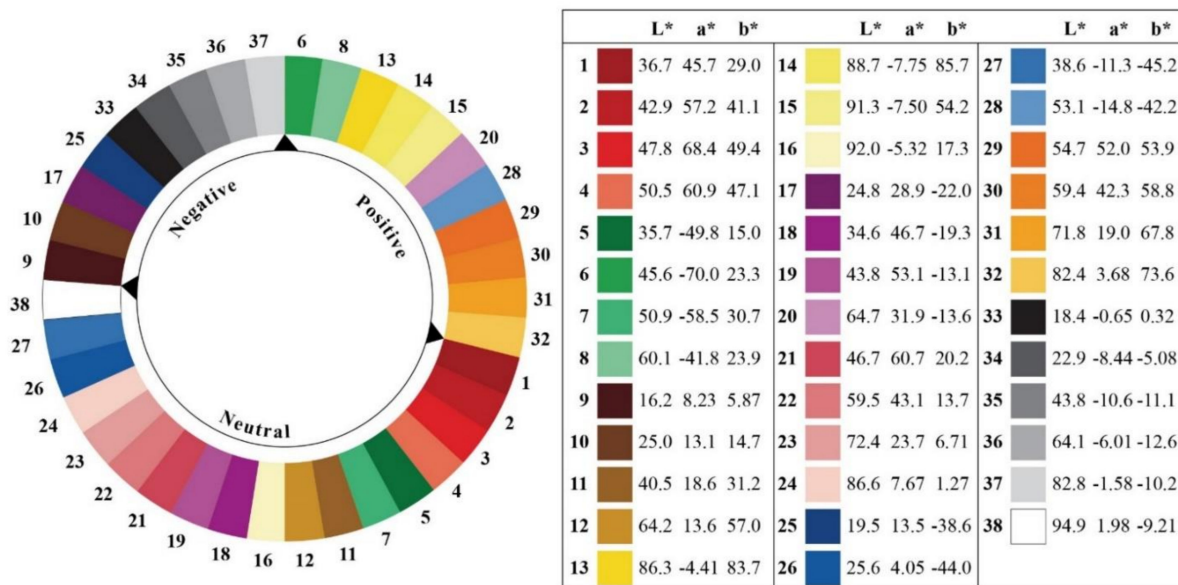 37 6
36 8
35 13
34 14
33 15
25 20
17 28
10 29
9 30
38 31
27 32
26 1
24 2
23 3
22 4
21 5
19 7
18 11
16 12
Negative
Positive
Neutral
L* a* b* L* a* b* L* a* b*
1 36.7 45.7 29.0 14 88.7 -7.75 85.7 27 38.6 -11.3 -45.2
2 42.9 57.2 41.1 15 91.3 -7.50 54.2 28 53.1 -14.8 -42.2
3 47.8 68.4 49.4 16 92.0 -5.32 17.3 29 54.7 52.0 53.9
4 50.5 60.9 47.1 17 24.8 28.9 -22.0 30 59.4 42.3 58.8
5 35.7 -49.8 15.0 18 34.6 46.7 -19.3 31 71.8 19.0 67.8
6 45.6 -70.0 23.3 19 43.8 53.1 -13.1 32 82.4 3.68 73.6
7 50.9 -58.5 30.7 20 64.7 31.9 -13.6 33 18.4 -0.65 0.32
8 60.1 -41.8 23.9 21 46.7 60.7 20.2 34 22.9 -8.44 -5.08
9 16.2 8.23 5.87 22 59.5 43.1 13.7 35 43.8 -10.6 -11.1
10 25.0 13.1 14.7 23 72.4 23.7 6.71 36 64.1 -6.01 -12.6
11 40.5 18.6 31.2 24 86.6 7.67 1.27 37 82.8 -1.58 -10.2
12 64.2 13.6 57.0 25 19.5 13.5 -38.6 38 94.9 1.98 -9.21
13 86.3 -4.41 83.7 26 25.6 4.05 -44.0